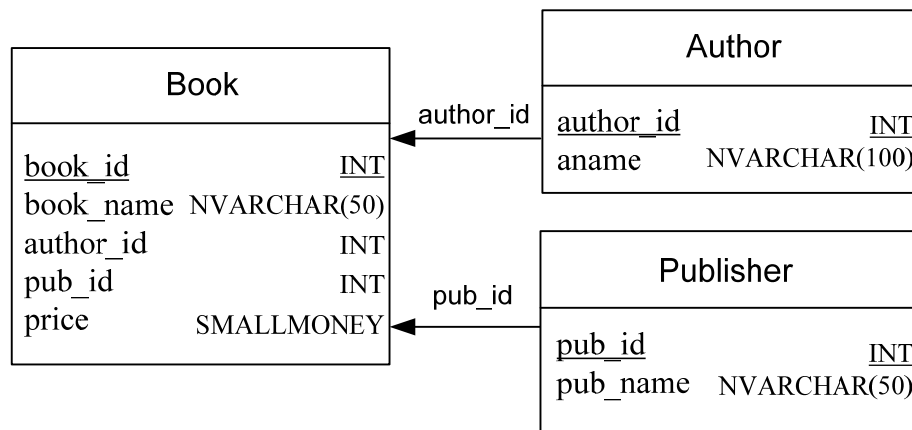 Book
book_id INT
book_name NVARCHAR(50)
author_id INT
pub_id INT
price SMALLMONEY
author_id
pub_id
Author
author_id INT
aname NVARCHAR(100)
Publisher
pub_id INT
pub_name NVARCHAR(50)